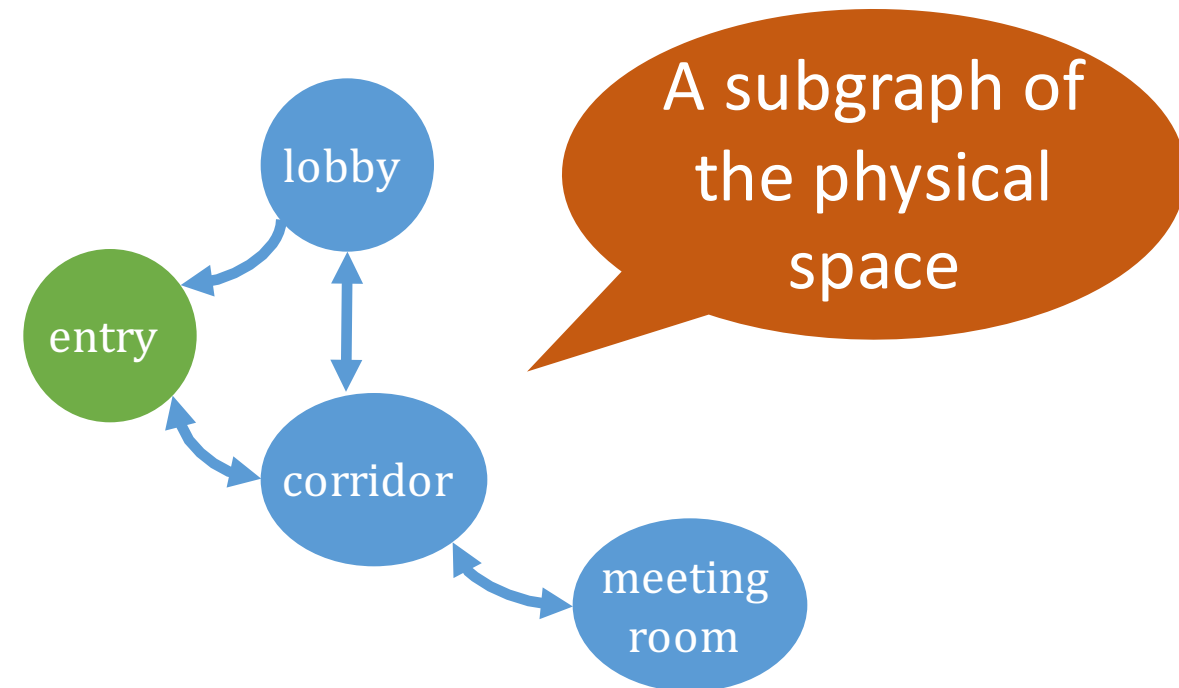 A subgraph of
the physical
space
lobby
entry
corridor
meeting
room